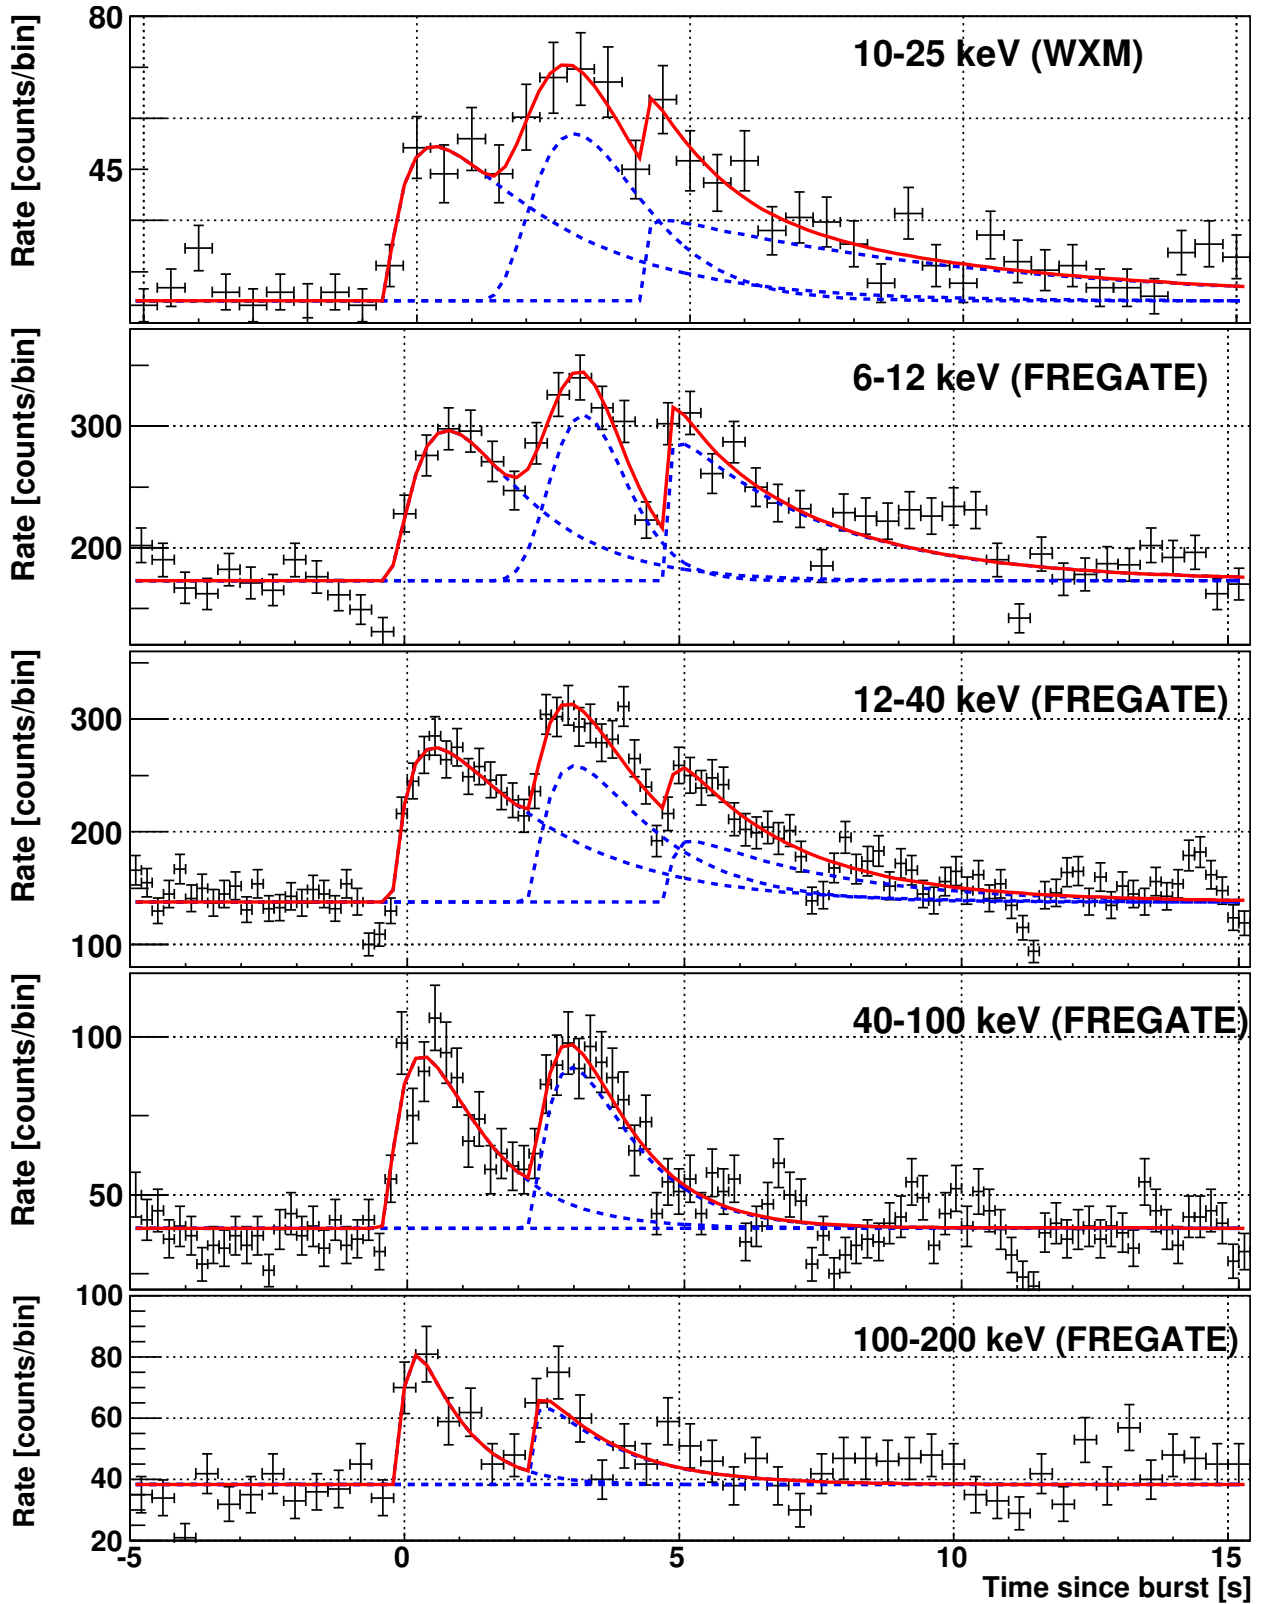 80
10-25 keV (WXM)
45
Rate [counts/bin]
6-12 keV (FREGATE)
300
200
Rate [counts/bin]
12-40 keV (FREGATE)
300
200
100
Rate [counts/bin]
40-100 keV (FREGATE)
100
50
Rate [counts/bin]
100
100-200 keV (FREGATE)
80
60
40
20
Rate [counts/bin]
-5 0 5 10 15
Time since burst [s]